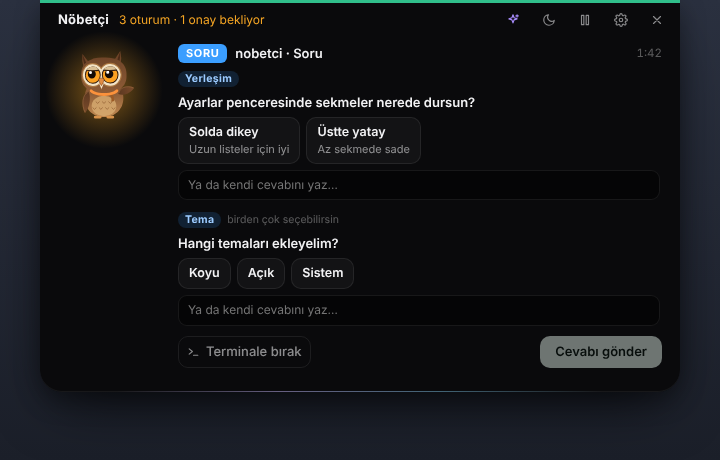 Nöbetçi 3 oturum · 1 onay bekliyor
SORU nobetci · Soru 1:42
Yerleşim
Ayarlar penceresinde sekmeler nerede dursun?
Solda dikey Üstte yatay
Uzun listeler için iyi Az sekmede sade
Ya da kendi cevabını yaz...
Tema birden çok seçebilirsin
Hangi temaları ekleyelim?
Koyu Açık Sistem
Ya da kendi cevabını yaz...
Terminale bırak Cevabı gönder